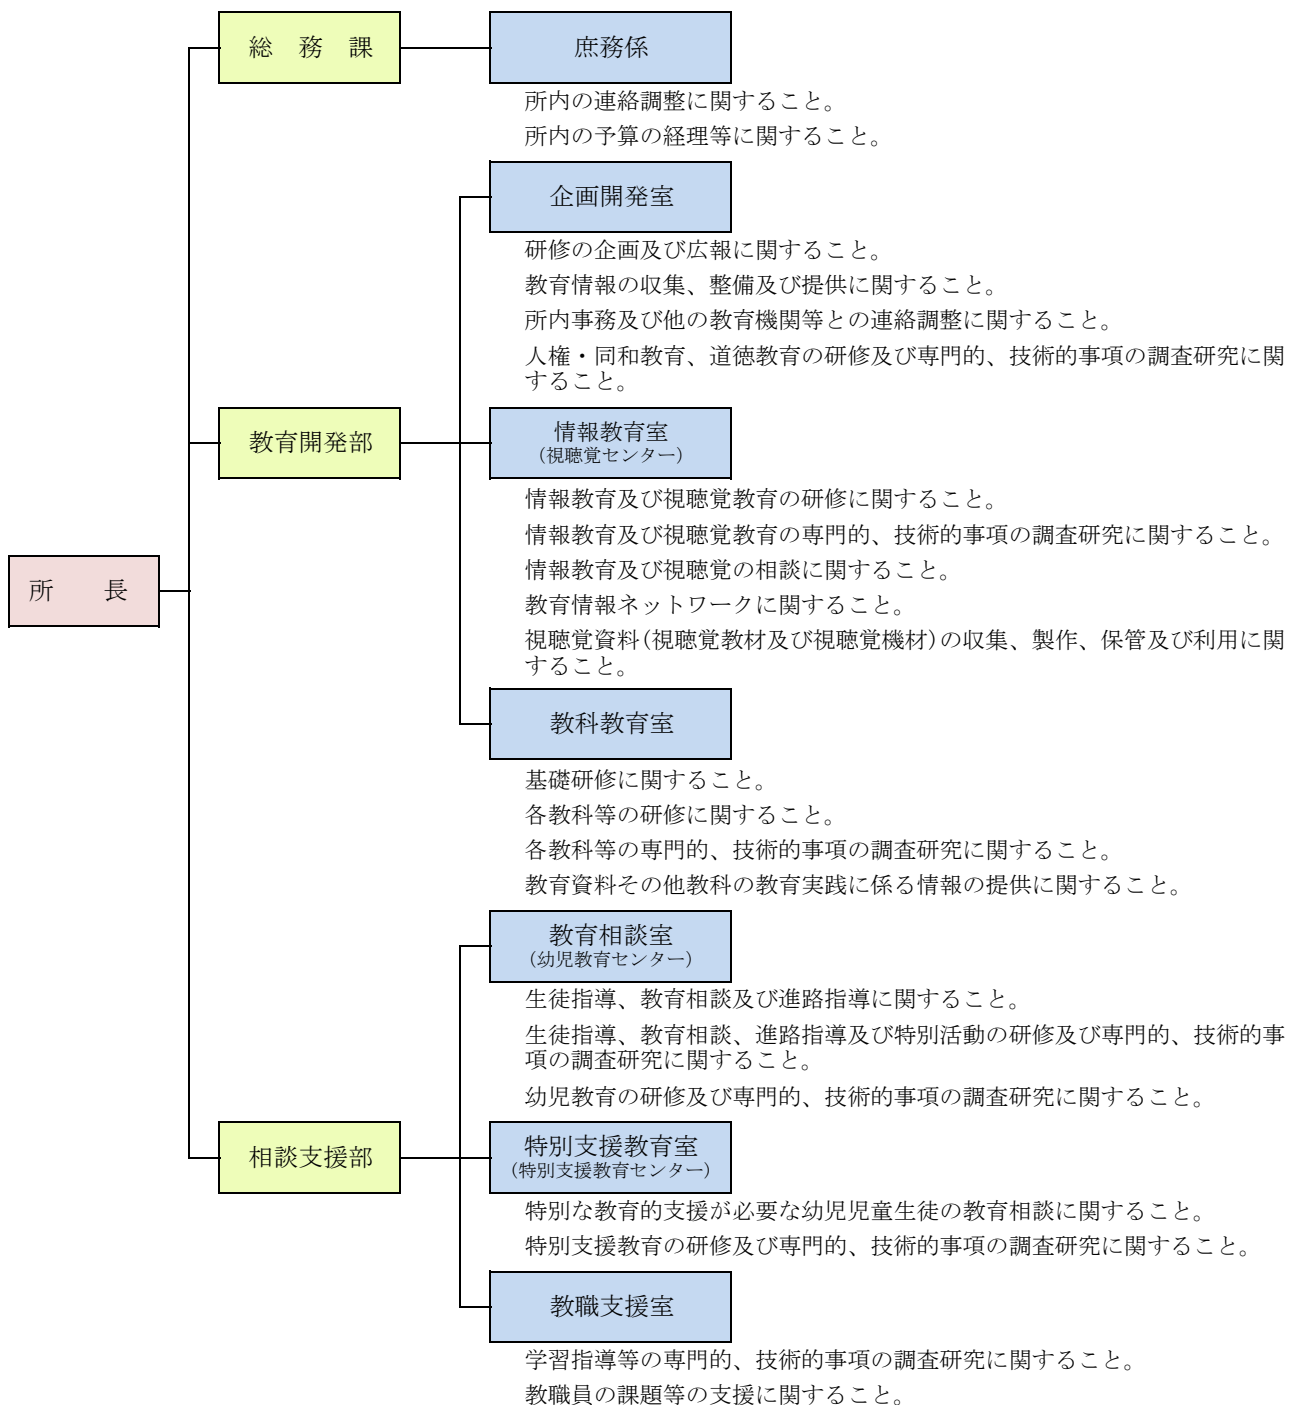 総　務　課
庶務係
所内の連絡調整に関すること。
所内の予算の経理等に関すること。
企画開発室
研修の企画及び広報に関すること。
教育情報の収集、整備及び提供に関すること。
所内事務及び他の教育機関等との連絡調整に関すること。
人権・同和教育、道徳教育の研修及び専門的、技術的事項の調査研究に関
すること。
教育開発部
情報教育室
(視聴覚センター)
情報教育及び視聴覚教育の研修に関すること。
情報教育及び視聴覚教育の専門的、技術的事項の調査研究に関すること。
情報教育及び視聴覚の相談に関すること。
教育情報ネットワークに関すること。
視聴覚資料(視聴覚教材及び視聴覚機材)の収集、製作、保管及び利用に関
すること。
所　　長
教科教育室
基礎研修に関すること。
各教科等の研修に関すること。
各教科等の専門的、技術的事項の調査研究に関すること。
教育資料その他教科の教育実践に係る情報の提供に関すること。
教育相談室
(幼児教育センター)
生徒指導、教育相談及び進路指導に関すること。
生徒指導、教育相談、進路指導及び特別活動の研修及び専門的、技術的事
項の調査研究に関すること。
幼児教育の研修及び専門的、技術的事項の調査研究に関すること。
相談支援部
特別支援教育室
(特別支援教育センター)
特別な教育的支援が必要な幼児児童生徒の教育相談に関すること。
特別支援教育の研修及び専門的、技術的事項の調査研究に関すること。
教職支援室
学習指導等の専門的、技術的事項の調査研究に関すること。
教職員の課題等の支援に関すること。